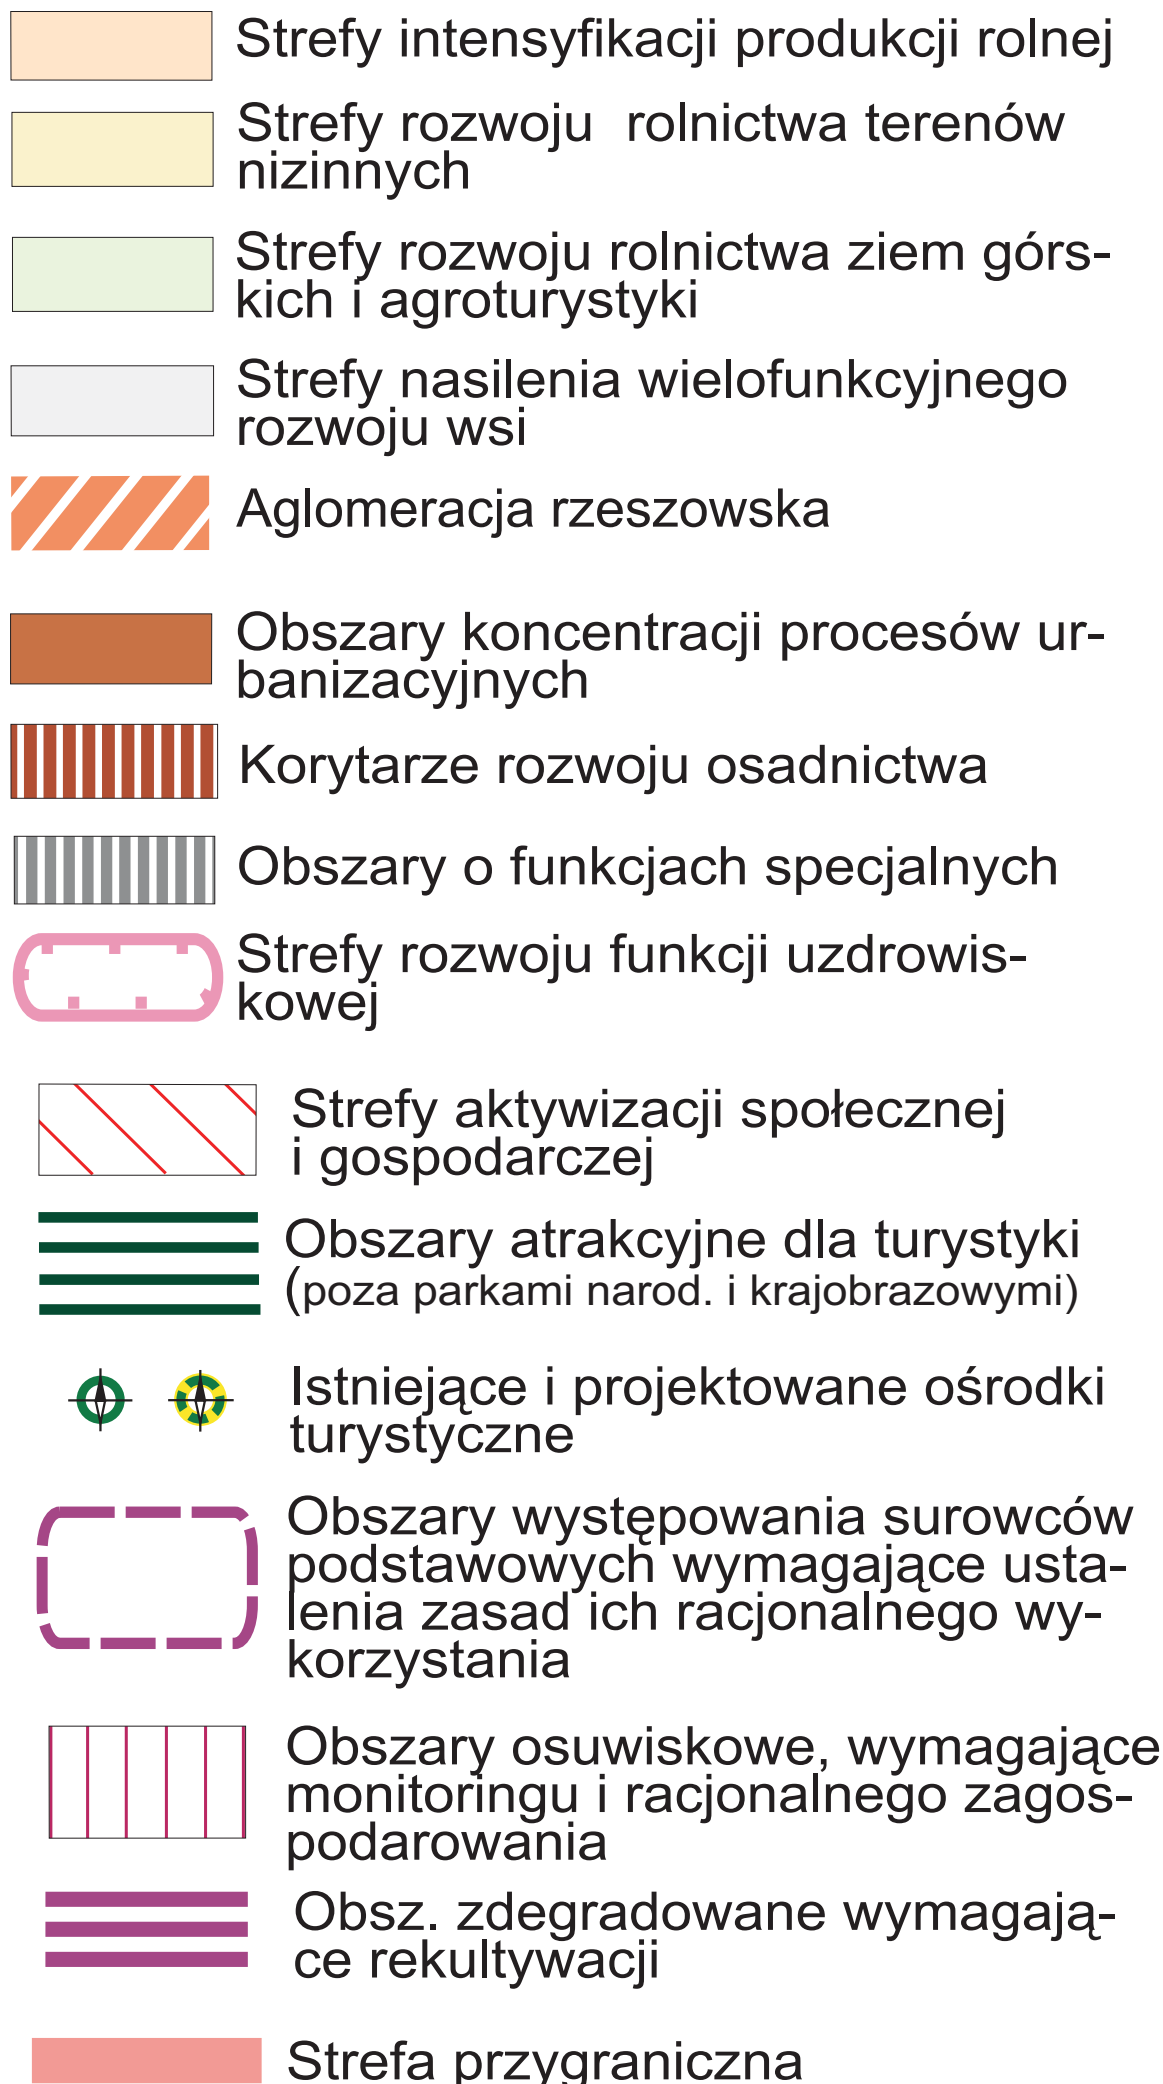 Strefy intensyfikacji produkcji rolnej
Strefy rozwoju rolnictwa terenów
nizinnych
Strefy rozwoju rolnictwa ziem górs-
kich i agroturystyki
Strefy nasilenia wielofunkcyjnego
rozwoju wsi
Aglomeracja rzeszowska
Obszary koncentracji procesów ur-
banizacyjnych
Korytarze rozwoju osadnictwa
Obszary o funkcjach specjalnych
Strefy rozwoju funkcji uzdrowis-
kowej
Strefy aktywizacji społecznej
i gospodarczej
Obszary atrakcyjne dla turystyki
(poza parkami narod. i krajobrazowymi)
Istniejące i projektowane ośrodki
turystyczne
Obszary występowania surowców
podstawowych wymagające usta-
lenia zasad ich racjonalnego wy-
korzystania
Obszary osuwiskowe, wymagające
monitoringu i racjonalnego zagos-
podarowania
Obsz. zdegradowane wymagają-
ce rekultywacji
Strefa przygraniczna